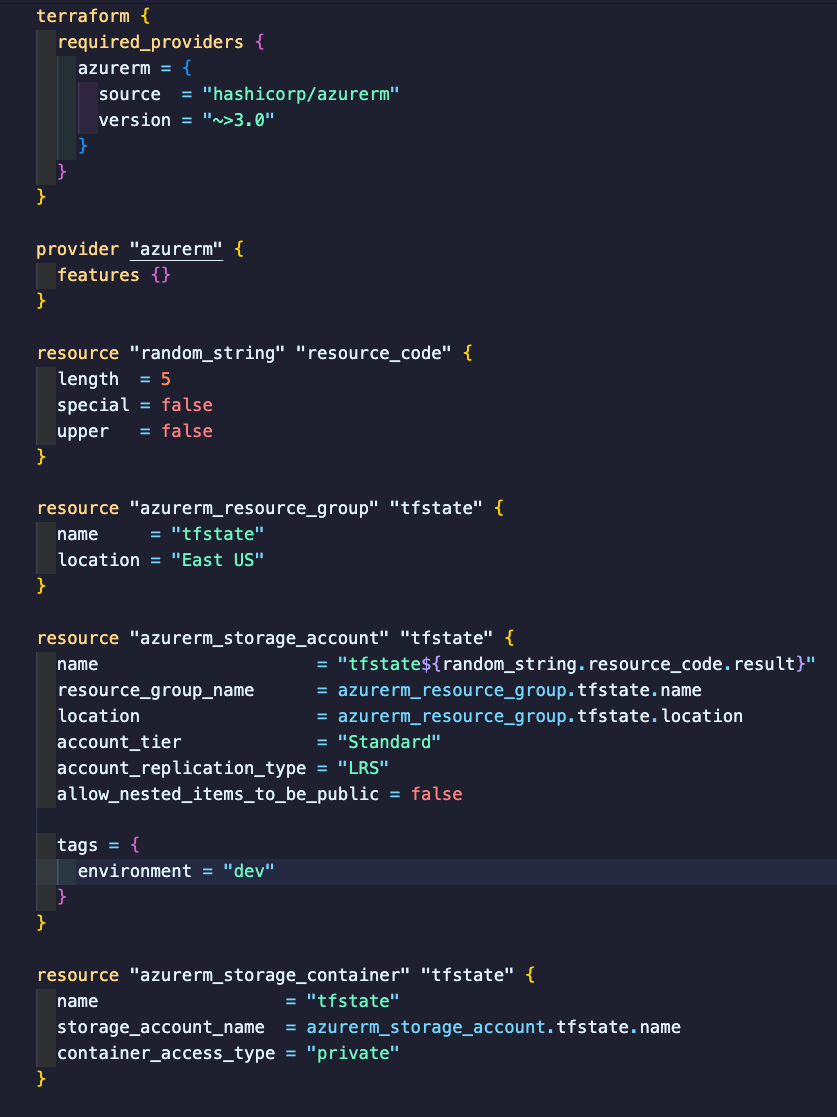 terraform {
  required_providers {
    azurerm = {
      source  = "hashicorp/azurerm"
      version = "~>3.0"
    }
  }
}

provider "azurerm" {
  features {}
}

resource "random_string" "resource_code" {
  length  = 5
  special = false
  upper   = false
}

resource "azurerm_resource_group" "tfstate" {
  name     = "tfstate"
  location = "East US"
}

resource "azurerm_storage_account" "tfstate" {
  name                     = "tfstate${random_string.resource_code.result}"
  resource_group_name      = azurerm_resource_group.tfstate.name
  location                 = azurerm_resource_group.tfstate.location
  account_tier             = "Standard"
  account_replication_type = "LRS"
  allow_nested_items_to_be_public = false

  tags = {
    environment = "dev"
  }
}

resource "azurerm_storage_container" "tfstate" {
  name                  = "tfstate"
  storage_account_name  = azurerm_storage_account.tfstate.name
  container_access_type = "private"
}